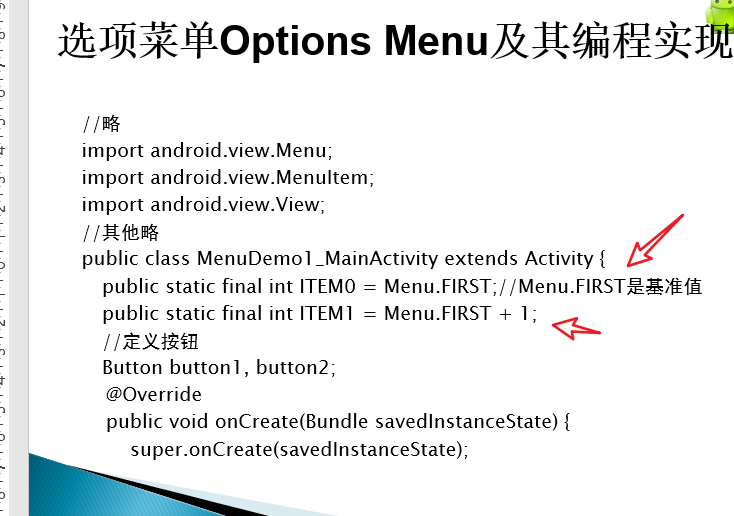 选项菜单Options Menu及其编程实现
//略
import android.view.Menu;
import android.view.MenuItem;
import android.view.View;
//其他略
public class MenuDemo1_MainActivity extends Activity {
public static final int ITEM0 = Menu.FIRST;//Menu.FIRST是基准值
public static final int ITEM1 = Menu.FIRST + 1;
//定义按钮
Button button1, button2;
@Override
public void onCreate(Bundle savedInstanceState) {
super.onCreate(savedInstanceState);